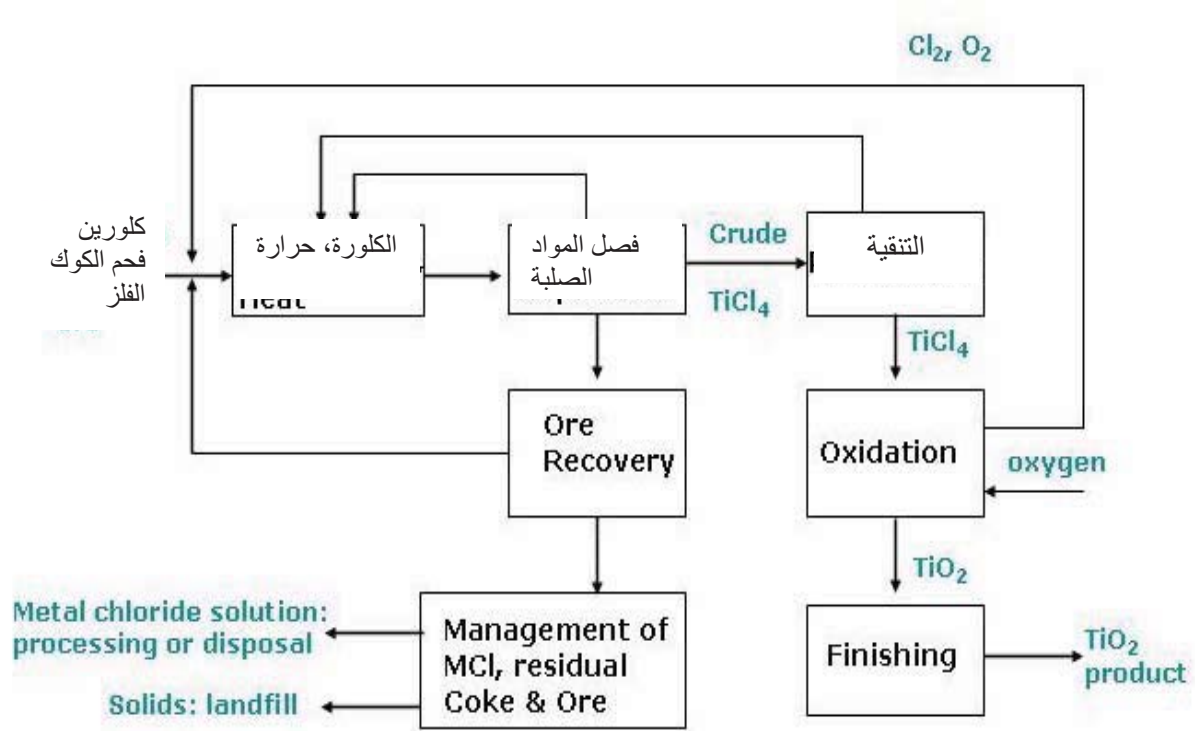 Cl₂, O₂
كلورين
فحم الكوك
الفلز
الكلورة، حرارة
فصل المواد
الصلبة
Crude
TiCl₄
التنقية
TiCl₄
Ore
Recovery
Oxidation
oxygen
TiO₂
Metal chloride solution:
processing or disposal
Solids: landfill
Management of
MCl, residual
Coke & Ore
Finishing
TiO₂
product